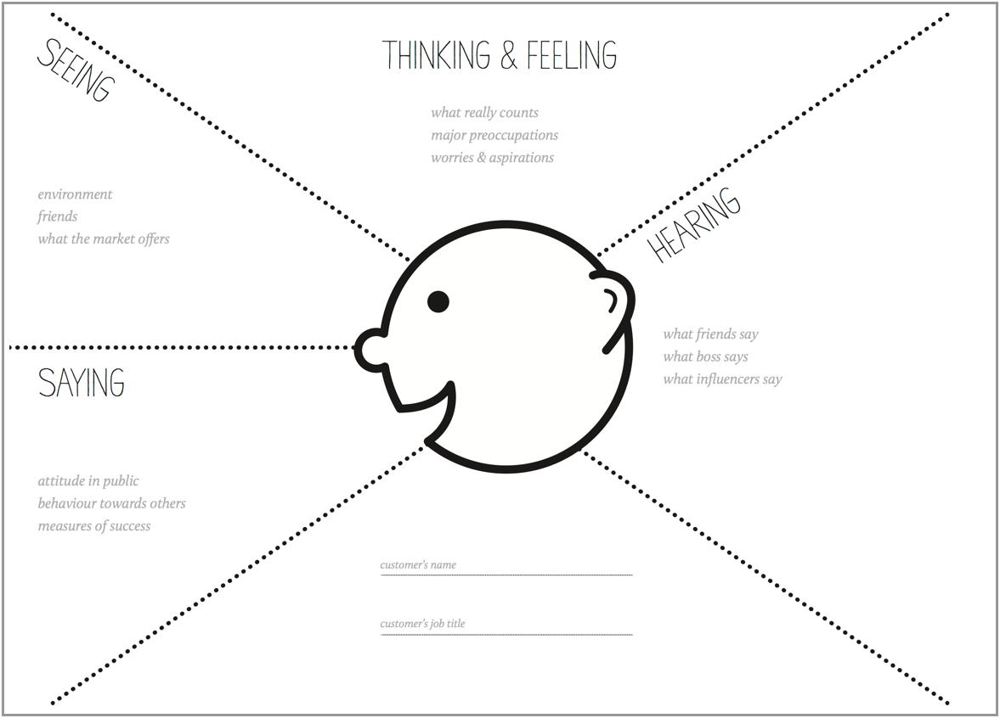 SEEING
THINKING & FEELING
what really counts
major preoccupations
worries & aspirations
environment
friends
what the market offers
HEARING
what friends say
what boss says
what influencers say
SAYING
attitude in public
behaviour towards others
measures of success
customer's name
customer's job title